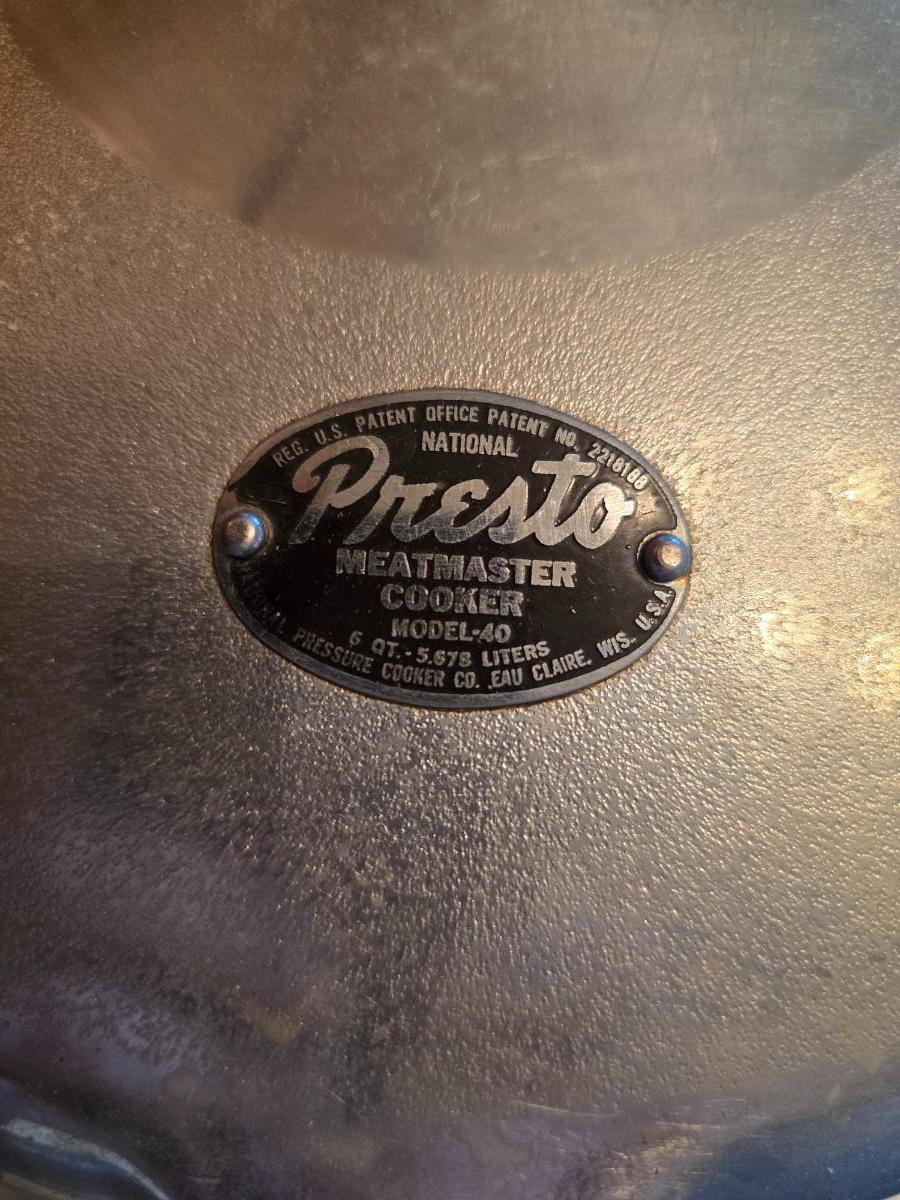 REG. U.S. PATENT OFFICE PATENT NO. 2218188
NATIONAL
Presto
MEATMASTER
COOKER
MODEL-40
6 QT.-5.678 LITERS
NATIONAL PRESSURE COOKER CO. EAU CLAIRE, WIS. U.S.A